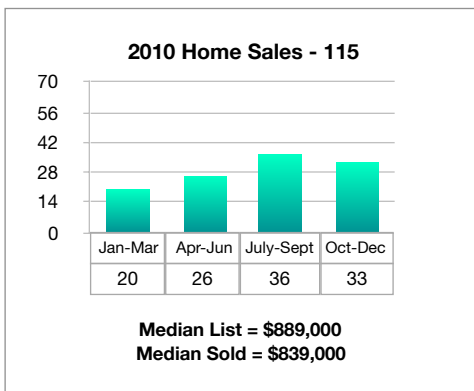 2010 Home Sales - 115
70
56
42
28
14
0
Jan-Mar Apr-Jun July-Sept Oct-Dec
20 26 36 33
Median List = $889,000
Median Sold = $839,000